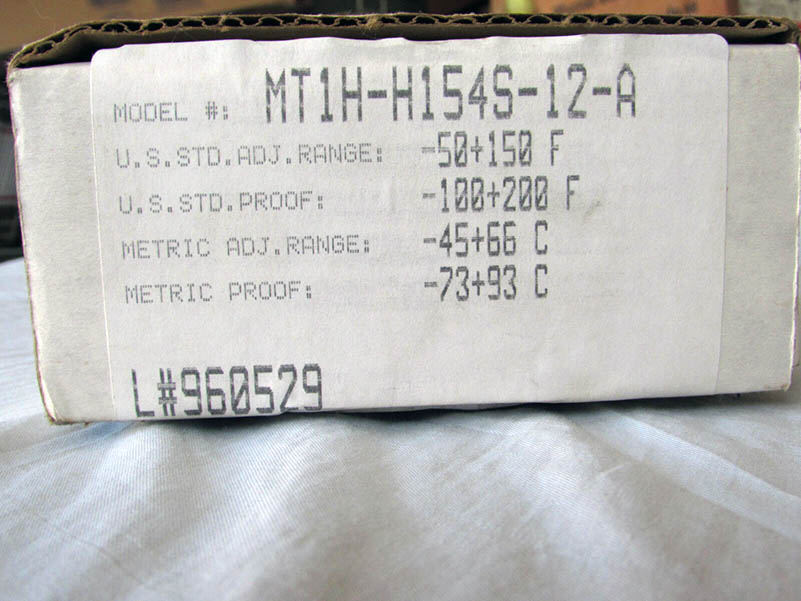 MODEL #: MT1H-H154S-12-A
U.S.STD.ADJ.RANGE: -50+150 F
U.S.STD.PROOF: -100+200 F
METRIC ADJ.RANGE: -45+66 C
METRIC PROOF: -73+93 C
L#960529